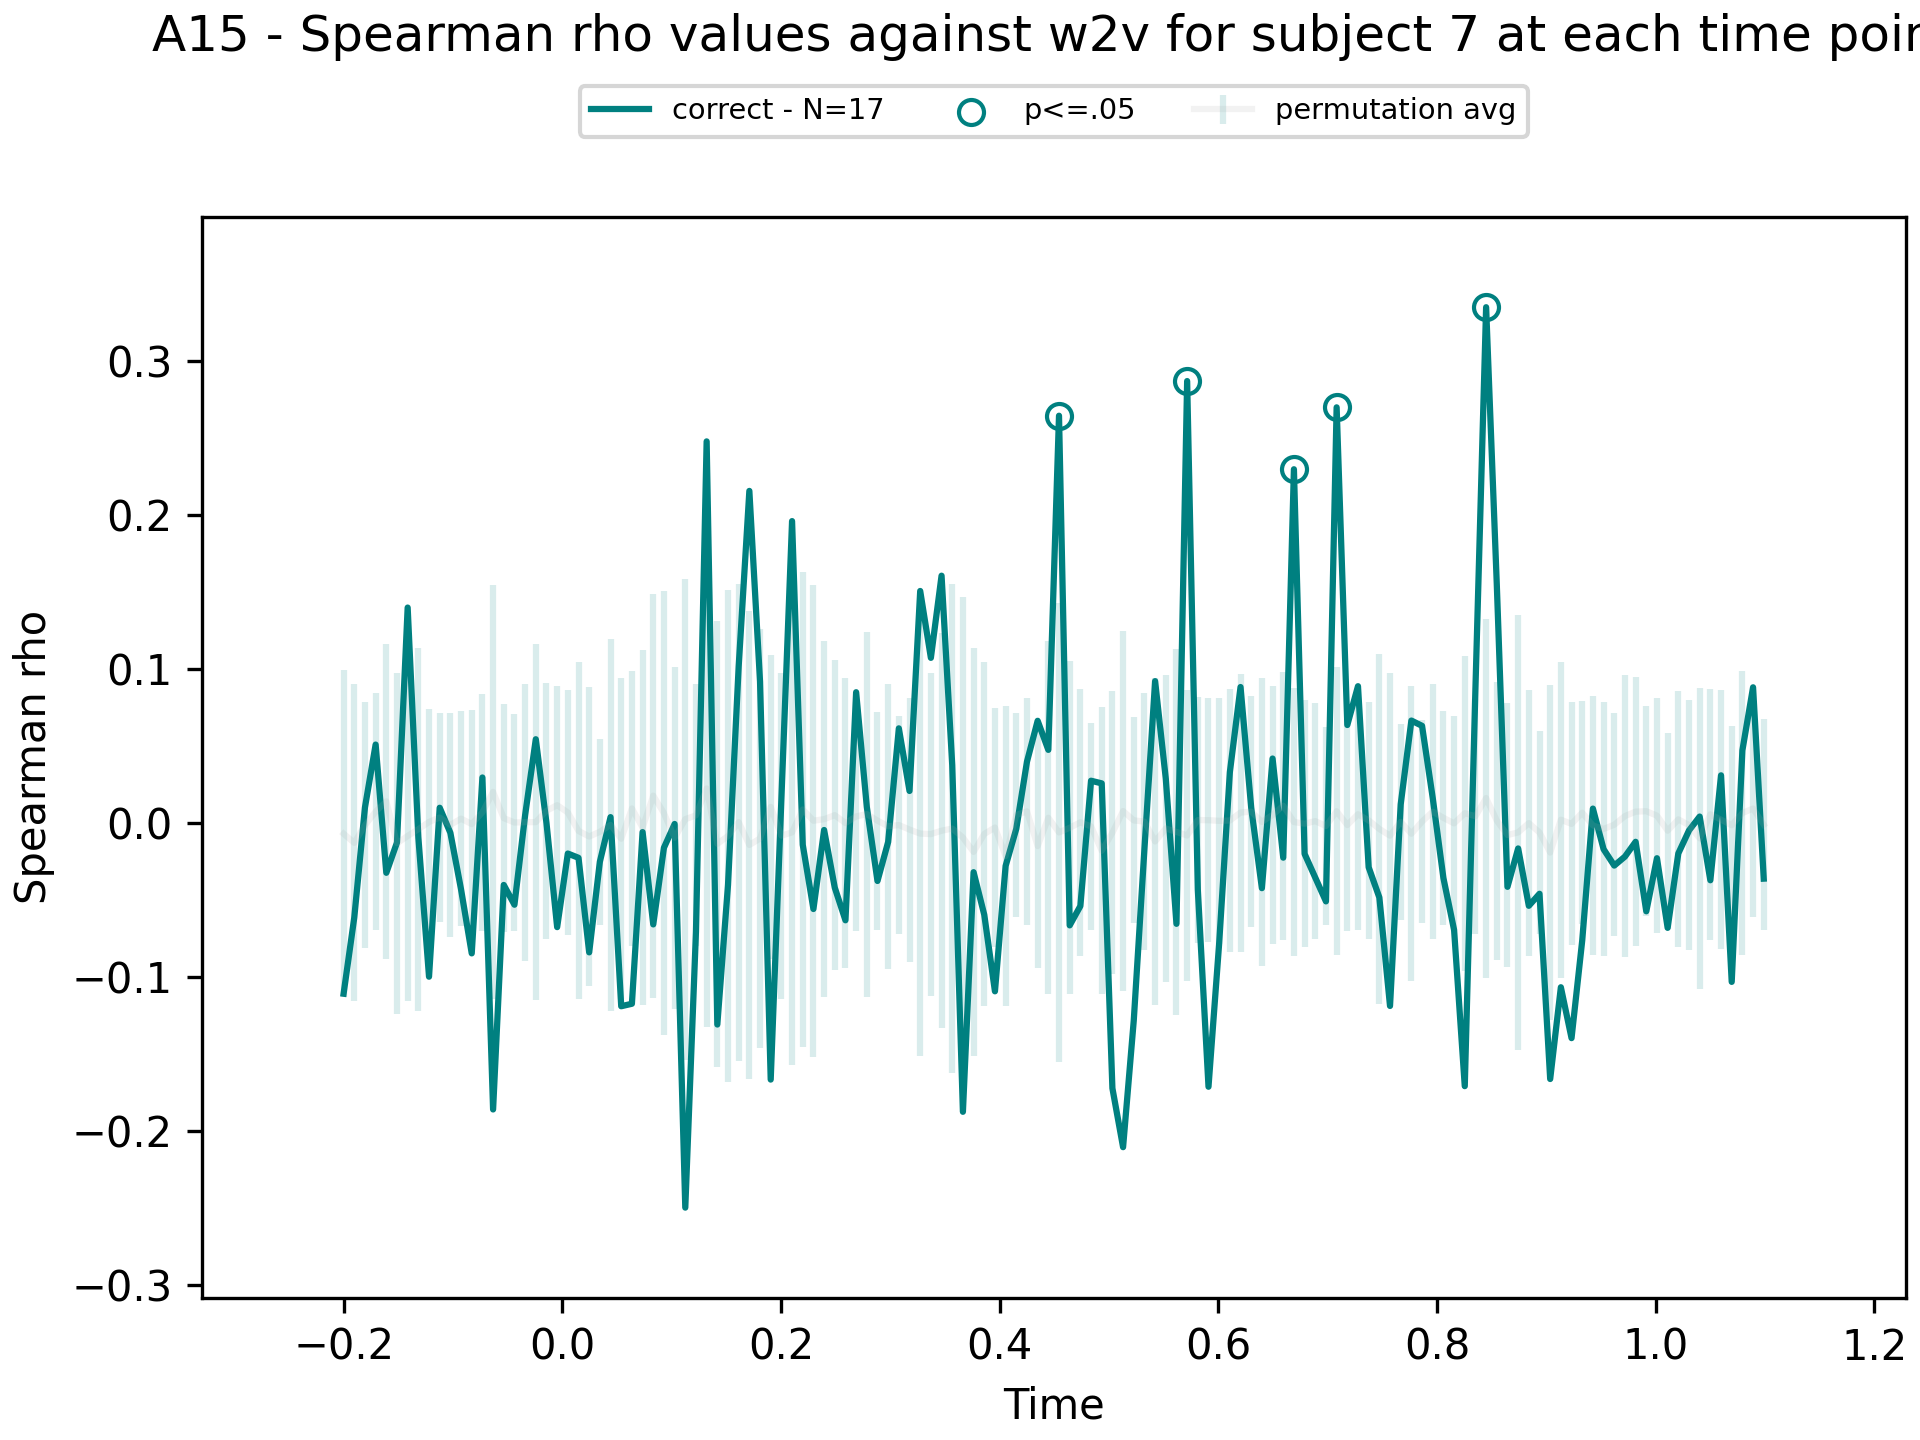 A15 - Spearman rho values against w2v for subject 7 at each time
correct - N=17 p<=.05 permutation avg
Spearman rho
0.3
0.2
0.1
0.0
−0.1
−0.2
−0.3
−0.2 0.0 0.2 0.4 0.6 0.8 1.0 1.2
Time